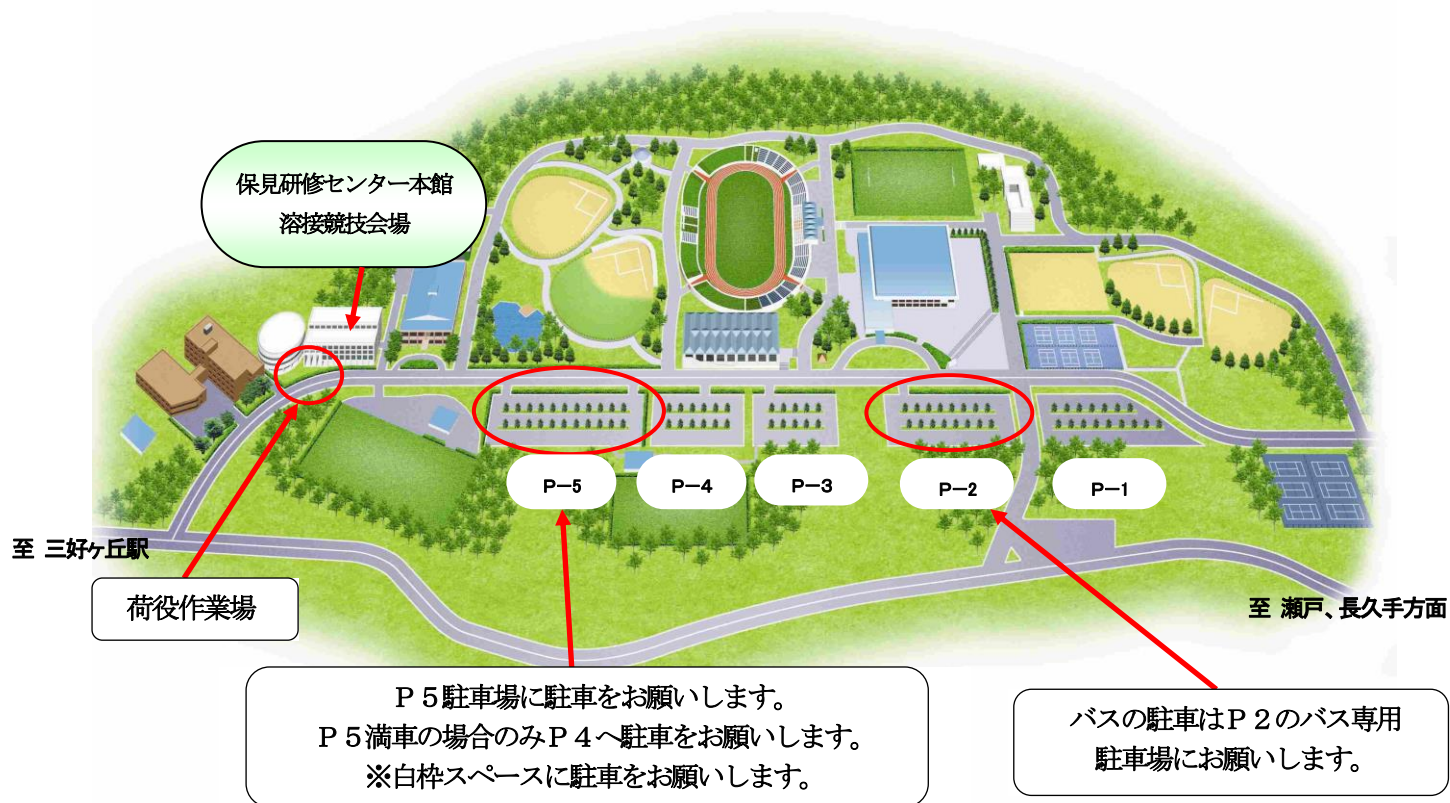 保見研修センター本館
溶接競技会場
P－5
P－4
P－3
P－2
P－1
至 三好ヶ丘駅
荷役作業場
至 瀬戸、長久手方面
Ｐ５駐車場に駐車をお願いします。
Ｐ５満車の場合のみＰ４へ駐車をお願いします。
※白枠スペースに駐車をお願いします。
バスの駐車はＰ２のバス専用
駐車場にお願いします。